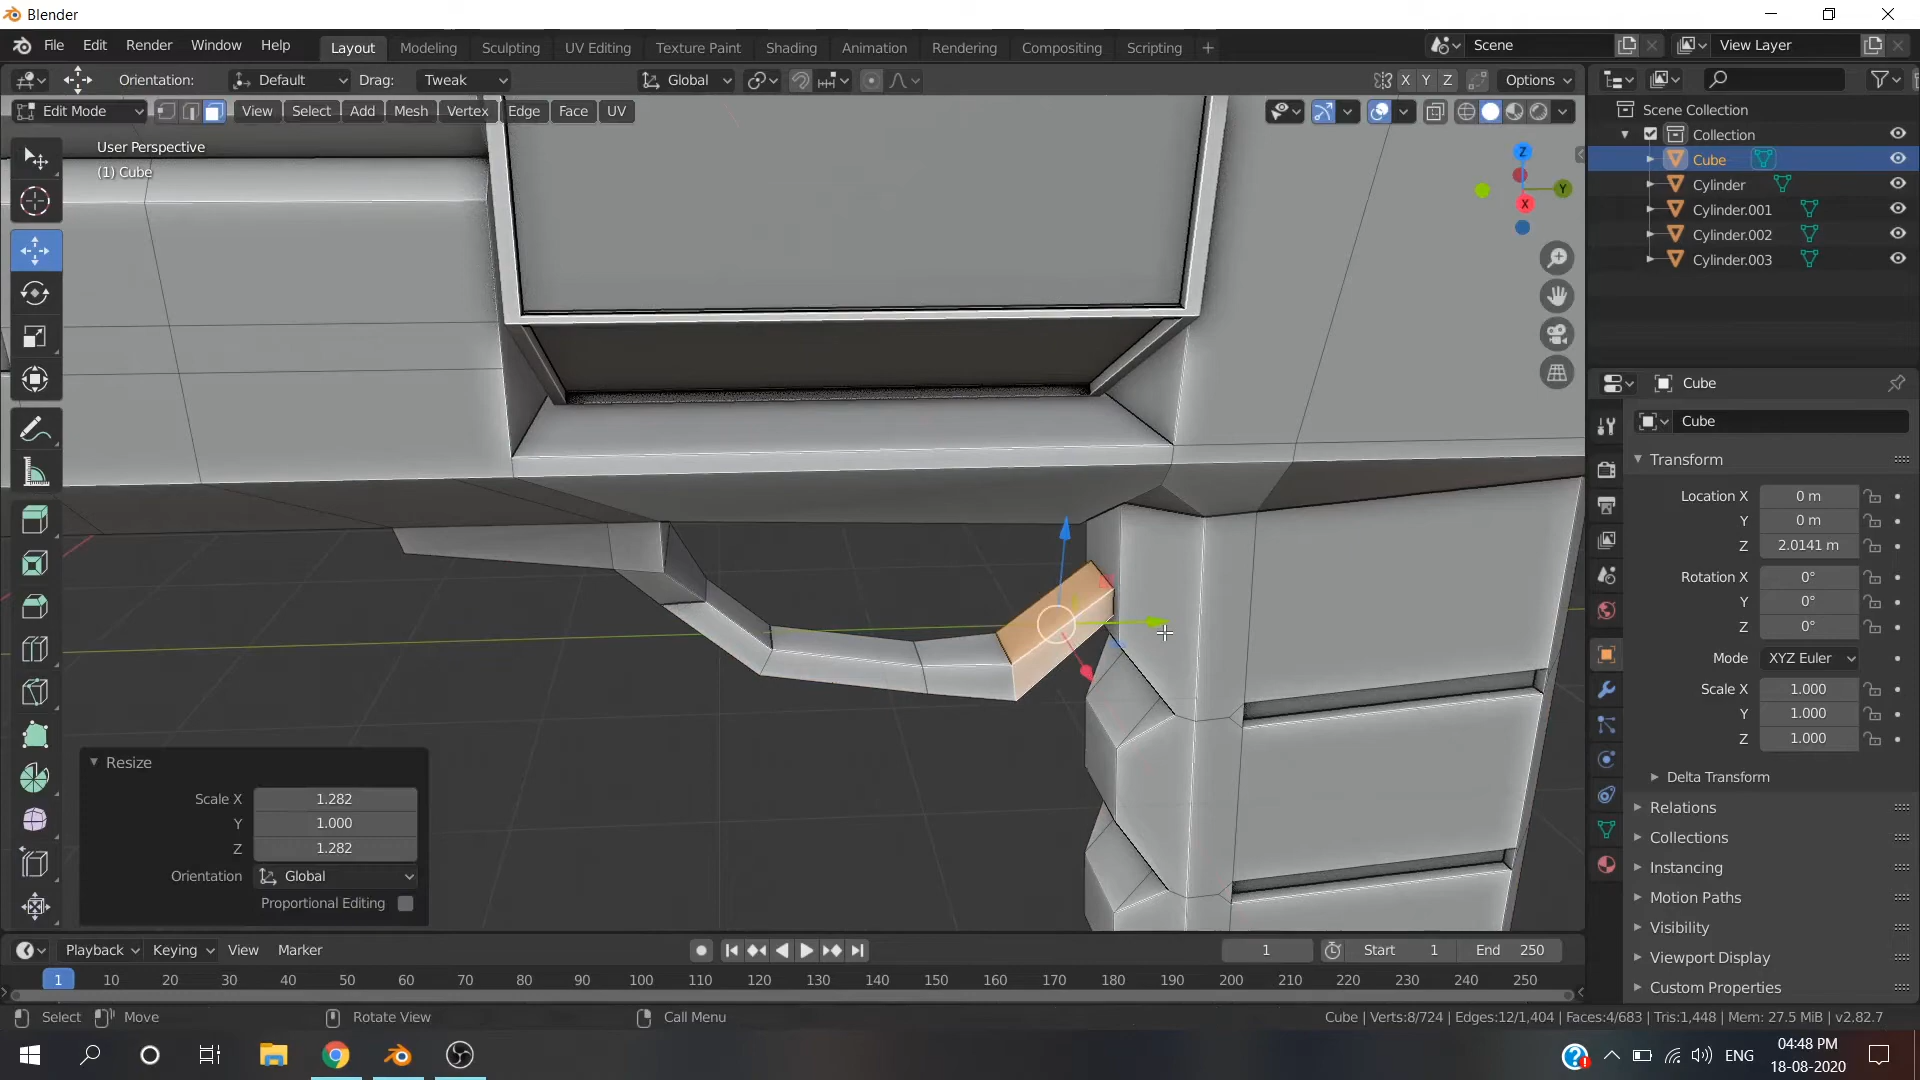 Blender
File Edit Render Window Help Layout Modeling Sculpting UV Editing Texture Paint Shading Animation Rendering Compositing Scripting + Scene View Layer
Orientation: Default Drag: Tweak Global X Y Z Options
Edit Mode View Select Add Mesh Vertex Edge Face UV
User Perspective
(1) Cube
Z
Y
X
Scene Collection
Collection
Cube
Cylinder
Cylinder.001
Cylinder.002
Cylinder.003
Cube
Cube
Transform
Location X 0 m
Y 0 m
Z 2.0141 m
Rotation X 0°
Y 0°
Z 0°
Mode XYZ Euler
Scale X 1.000
Y 1.000
Z 1.000
Delta Transform
Relations
Collections
Instancing
Motion Paths
Visibility
Viewport Display
Custom Properties
Resize
Scale X 1.282
Y 1.000
Z 1.282
Orientation Global
Proportional Editing
Playback Keying View Marker 1 Start 1 End 250
1 10 20 30 40 50 60 70 80 90 100 110 120 130 140 150 160 170 180 190 200 210 220 230 240 250
Select Move Rotate View Call Menu Cube | Verts:8/724 | Edges:12/1,404 | Faces:4/683 | Tris:1,448 | Mem: 27.5 MiB | v2.82.7
ENG
04:48 PM
18-08-2020